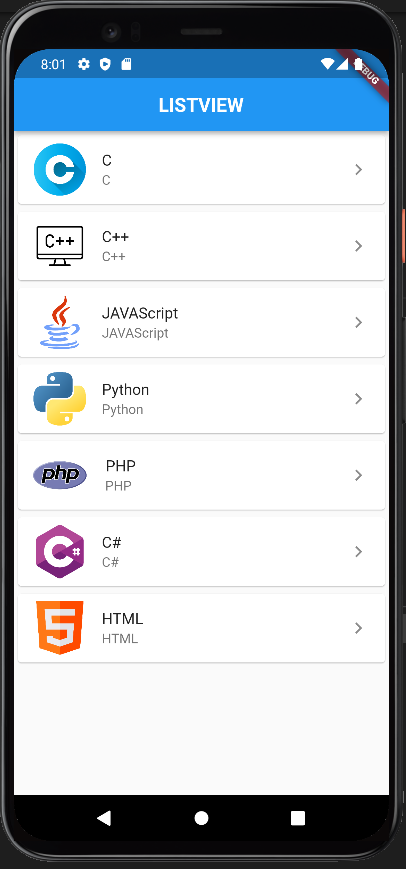 8:01
DEBUG
LISTVIEW
C
C
C++
C++
C++
JAVAScript
JAVAScript
Python
Python
php
PHP
PHP
C#
C#
C#
5
HTML
HTML